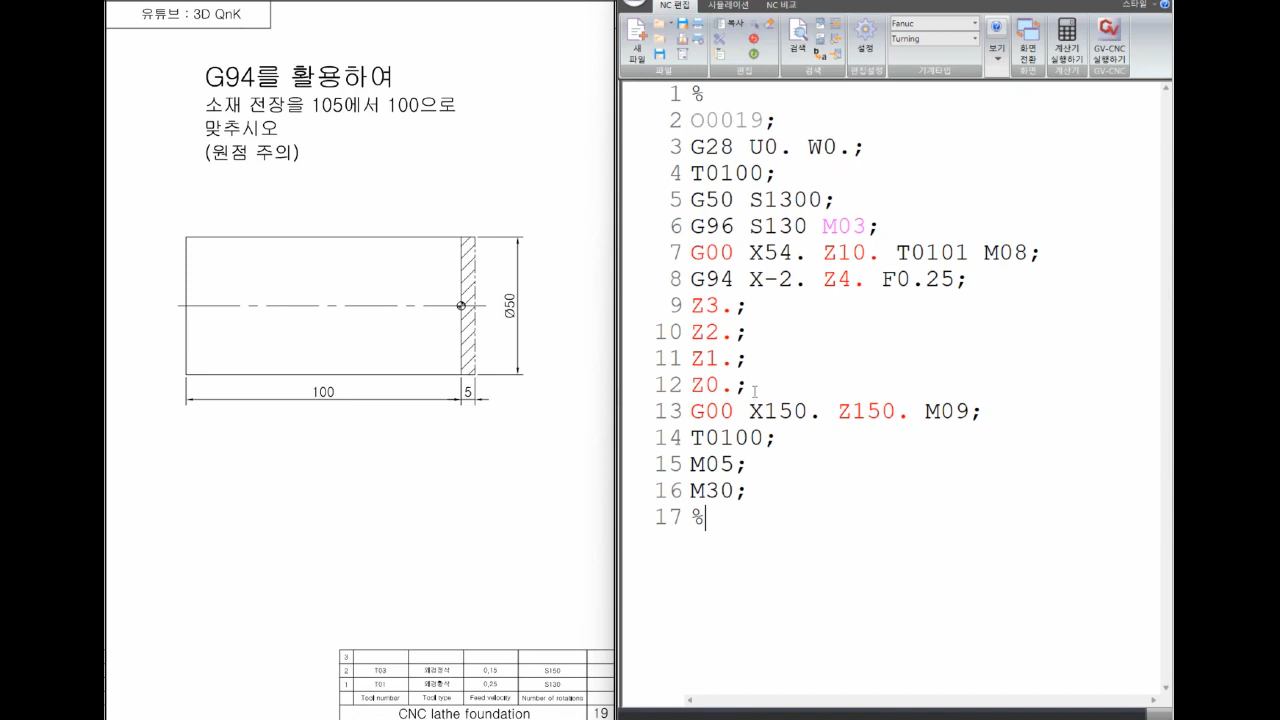 유튜브 : 3D QnK
G94를 활용하여
소재 전장을 105에서 100으로
맞추시오
(원점 주의)
Ø50
100
5
3
2 T03 외경정삭 0,15 S150
1 T01 외경황삭 0,25 S130
Tool number Tool type Feed velocity Number of rotations
CNC lathe foundation 19
NC 편집 시뮬레이션 NC 비교 스타일
새 파일
복사
검색
설정
Fanuc
Turning
보기
화면 전환
계산기 실행하기
GV-CNC 실행하기
파일 편집 검색 편집설정 기계타입 화면 계산기 GV-CNC
1 %
2 O0019;
3 G28 U0. W0.;
4 T0100;
5 G50 S1300;
6 G96 S130 M03;
7 G00 X54. Z10. T0101 M08;
8 G94 X-2. Z4. F0.25;
9 Z3.;
10 Z2.;
11 Z1.;
12 Z0.;
13 G00 X150. Z150. M09;
14 T0100;
15 M05;
16 M30;
17 %